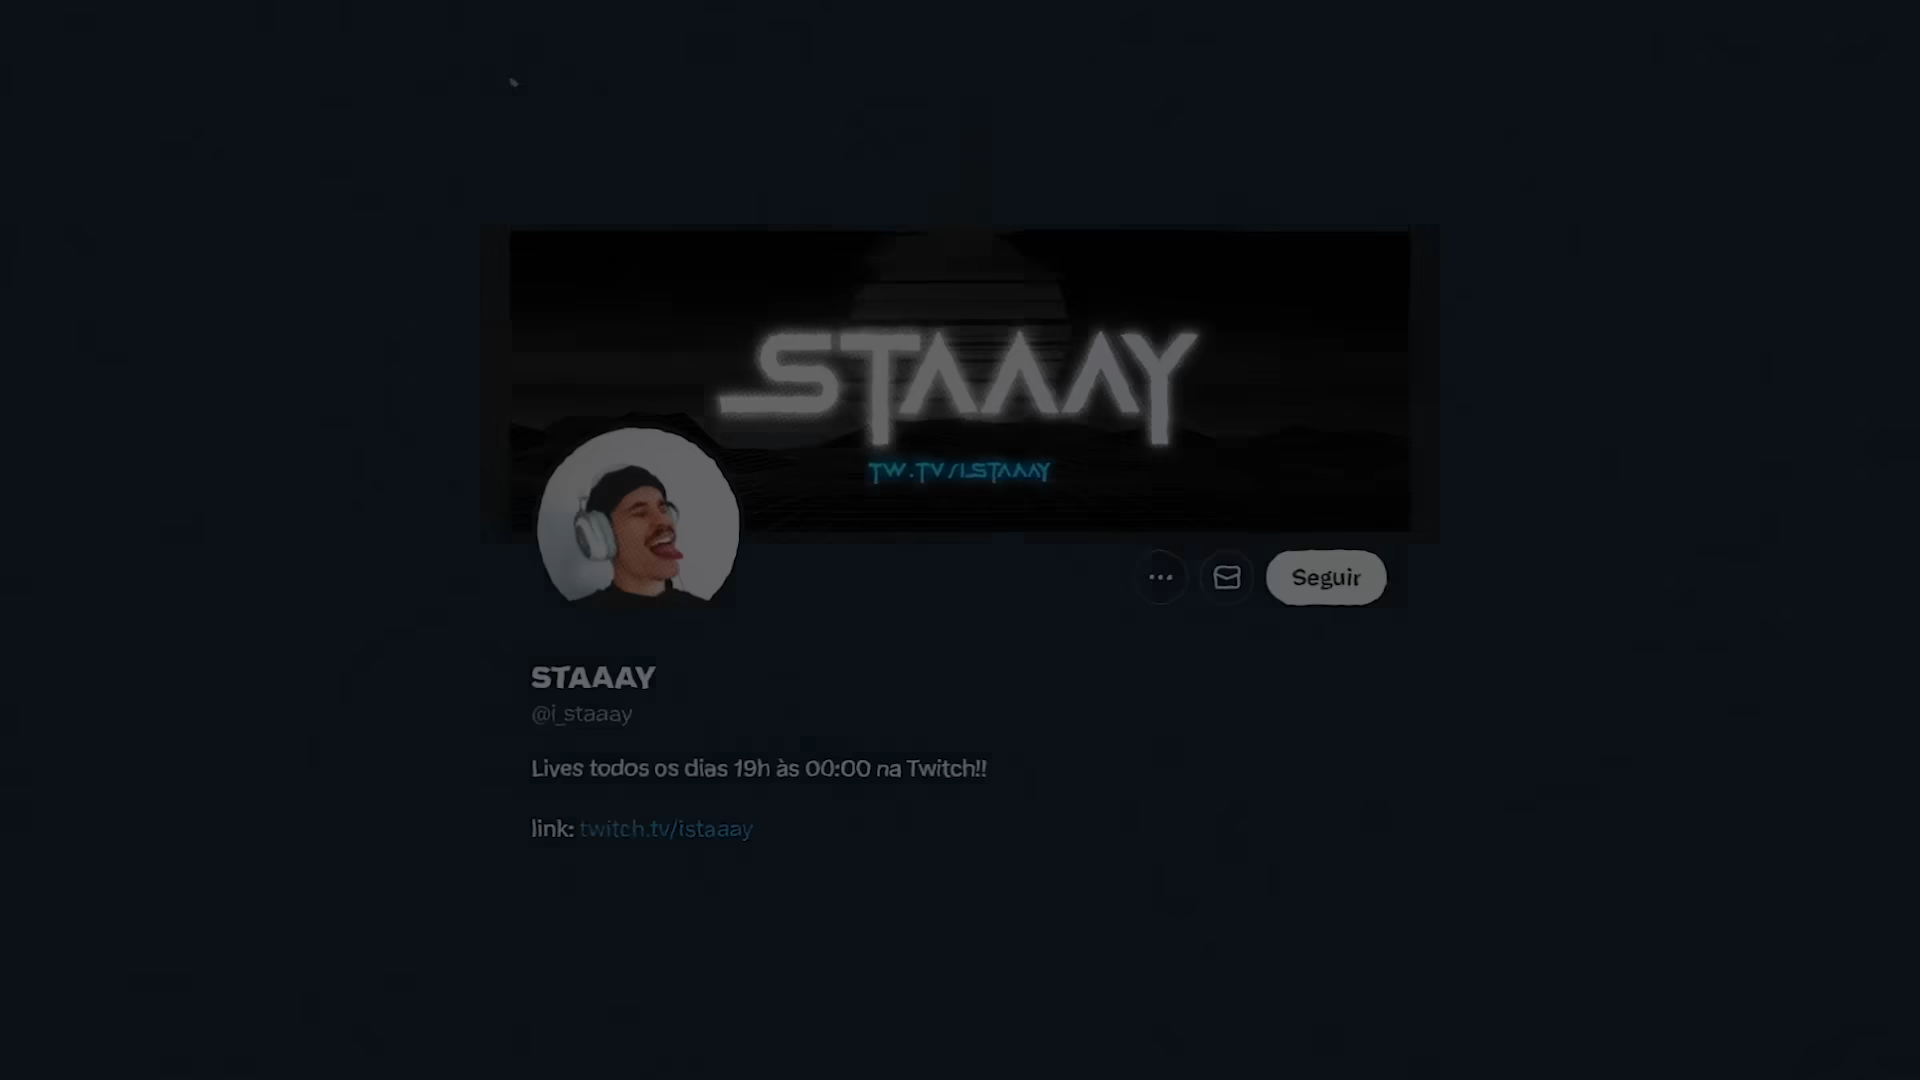 STAAAY
TW.TV/I_STAAAY
Seguir
STAAAY
@i_staaay
Lives todos os dias 19h às 00:00 na Twitch!!
link: twitch.tv/istaaay